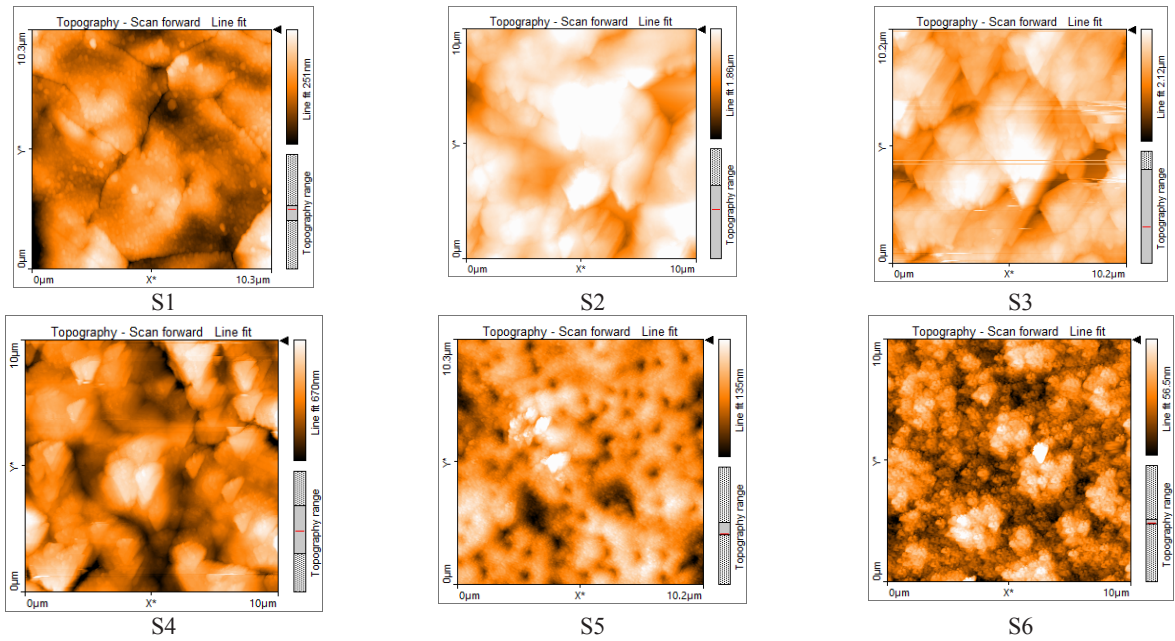 Topography - Scan forward Line fit
10.3µm
Y*
0µm
Line fit 251nm
Topography range
0µm
X*
10.3µm
S1
Topography - Scan forward Line fit
10µm
Y*
0µm
Line fit 1.86µm
Topography range
0µm
X*
10µm
S2
Topography - Scan forward Line fit
10.2µm
Y*
0µm
Line fit 2.12µm
Topography range
0µm
X*
10.2µm
S3
Topography - Scan forward Line fit
10µm
Y*
0µm
Line fit 670nm
Topography range
0µm
X*
10µm
S4
Topography - Scan forward Line fit
10.3µm
Y*
0µm
Line fit 135nm
Topography range
0µm
X*
10.2µm
S5
Topography - Scan forward Line fit
10µm
Y*
0µm
Line fit 56.5nm
Topography range
0µm
X*
10µm
S6